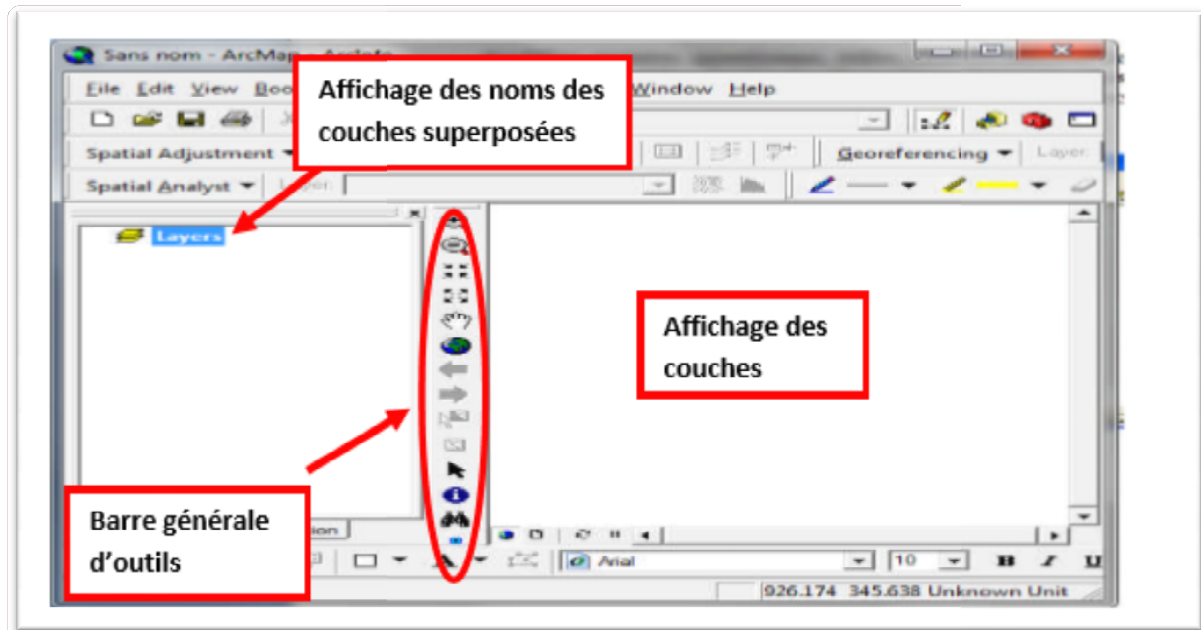 Sans nom - ArcMap - ArcInfo
File Edit View Window Help
Affichage des noms des
couches superposées
Spatial Adjustment
Georeferencing Layer:
Spatial Analyst Layer:
Layers
Affichage des
couches
Barre générale
d'outils
A Arial 10 B I U
926.174 345.638 Unknown Unit